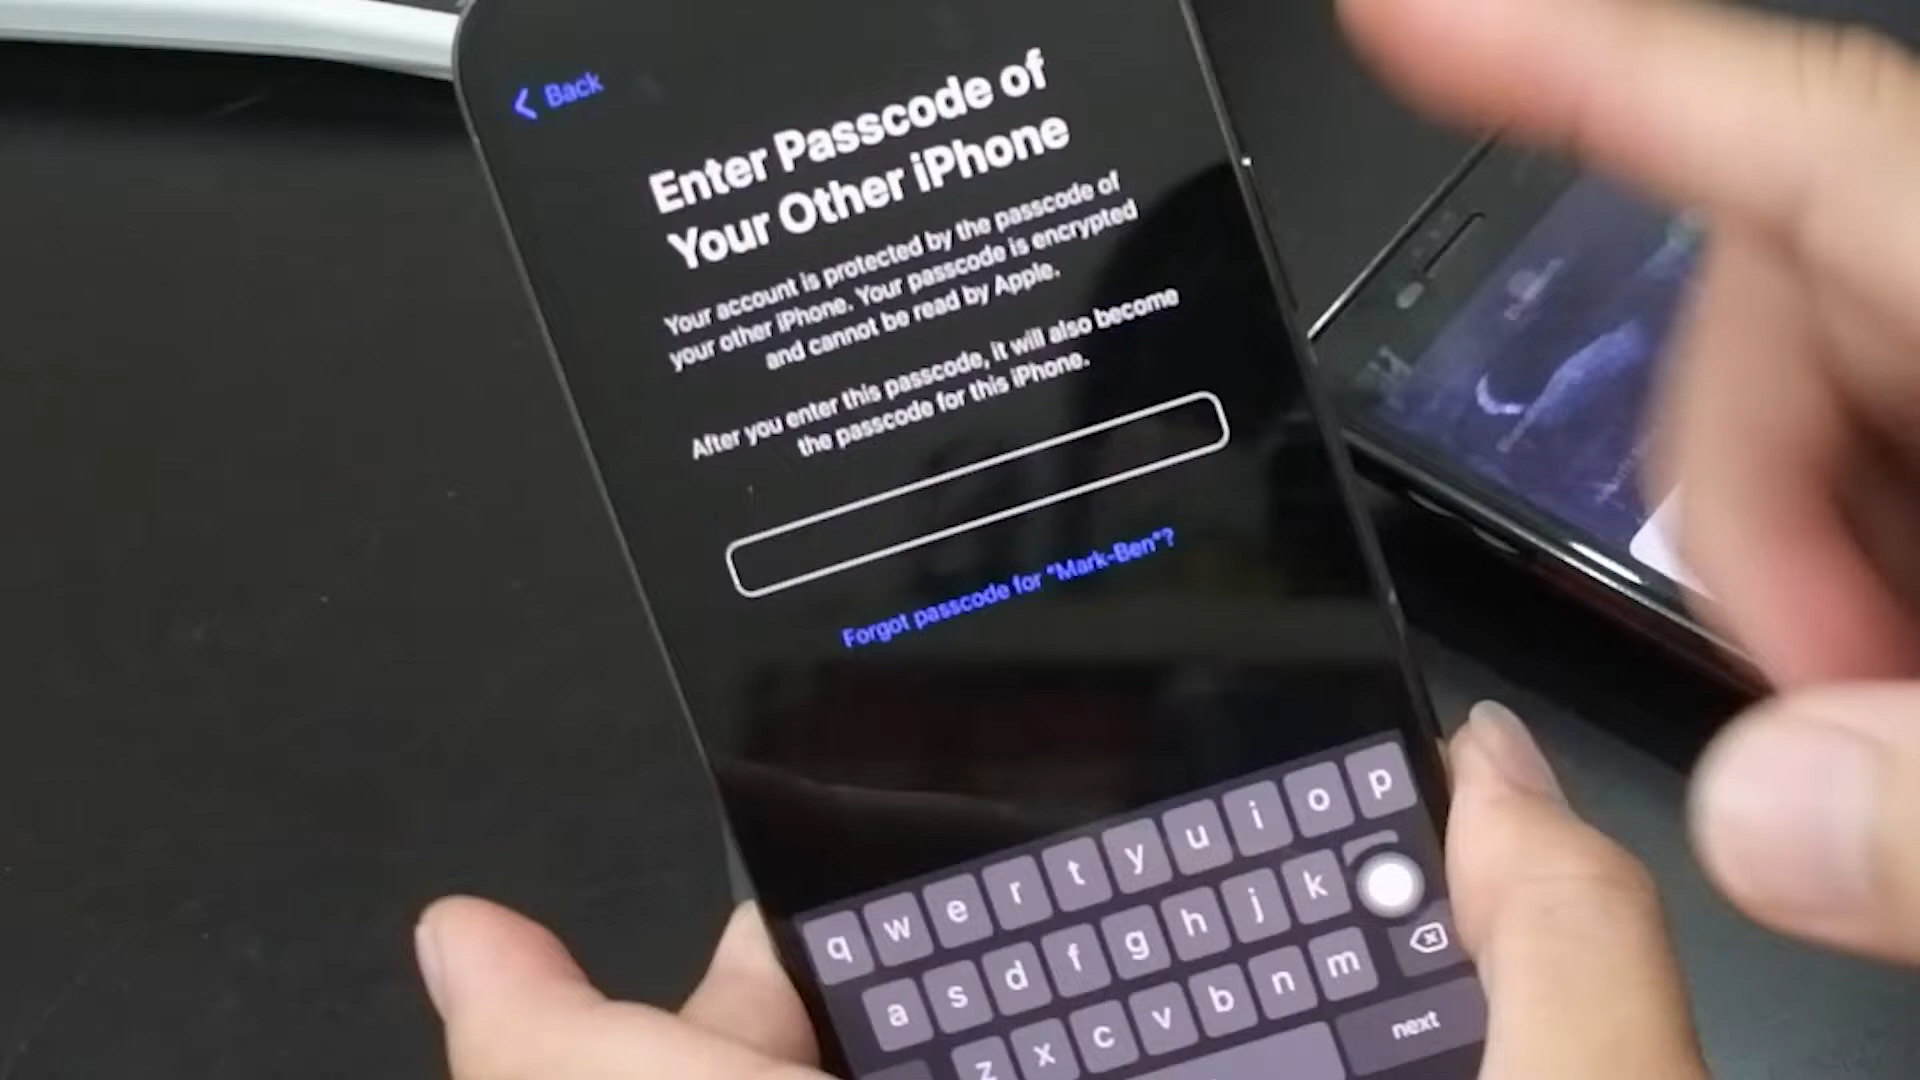 Back
Enter Passcode of
Your Other iPhone
Your account is protected by the passcode of
your other iPhone. Your passcode is encrypted
and cannot be read by Apple.
After you enter this passcode, it will also become
the passcode for this iPhone.
Forgot passcode for "Mark-Ben"?
q w e r t y u i o p
a s d f g h j k
z x c v b n m
next